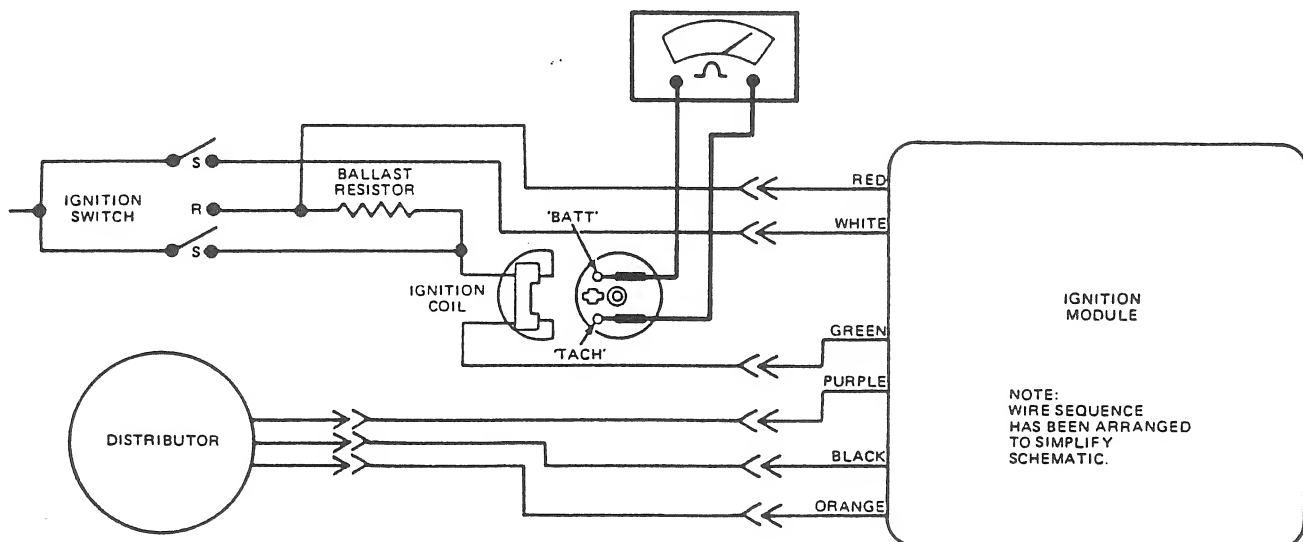 RED
S
BALLAST
RESISTOR
IGNITION
SWITCH
R
'BATT'
WHITE
S
IGNITION
COIL
IGNITION
MODULE
GREEN
'TACH'
PURPLE
DISTRIBUTOR
NOTE:
WIRE SEQUENCE
HAS BEEN ARRANGED
TO SIMPLIFY
SCHEMATIC.
BLACK
ORANGE